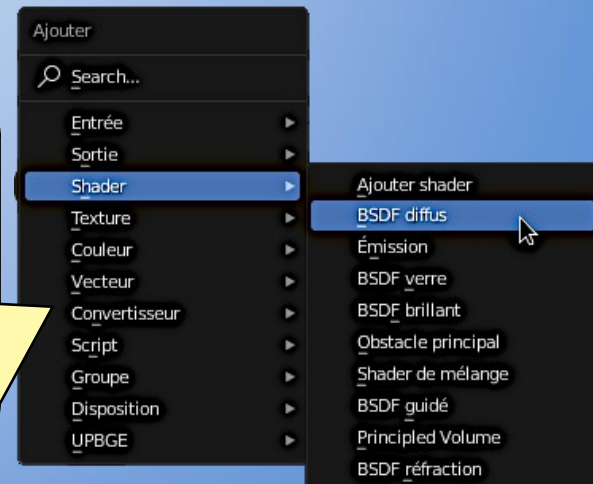 Ajouter
Search...
Entrée
Sortie
Shader
Texture
Couleur
Vecteur
Convertisseur
Script
Groupe
Disposition
UPBGE
Ajouter shader
BSDF diffus
Émission
BSDF verre
BSDF brillant
Obstacle principal
Shader de mélange
BSDF guidé
Principled Volume
BSDF réfraction